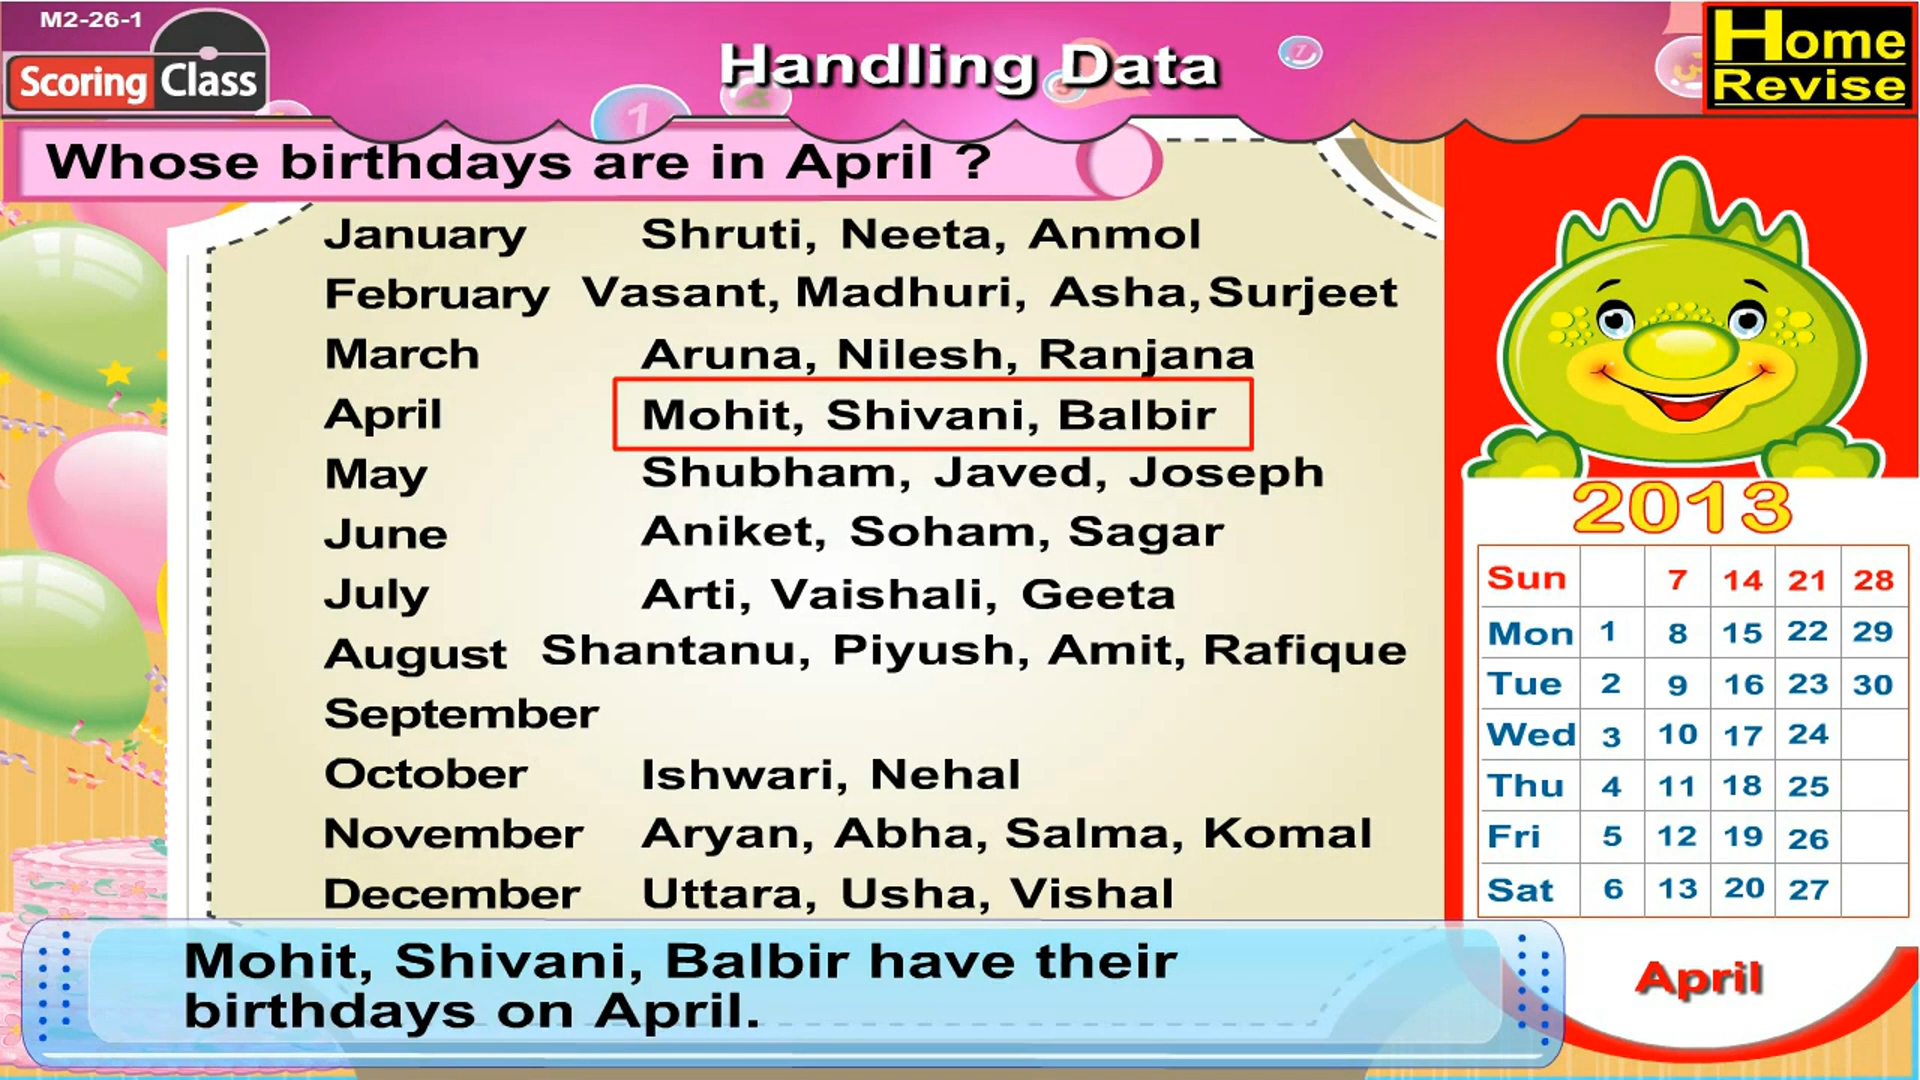 M2-26-1
Scoring Class
Handling Data
Home
Revise
Whose birthdays are in April ?
January Shruti, Neeta, Anmol
February Vasant, Madhuri, Asha, Surjeet
March Aruna, Nilesh, Ranjana
April Mohit, Shivani, Balbir
May Shubham, Javed, Joseph
June Aniket, Soham, Sagar
July Arti, Vaishali, Geeta
August Shantanu, Piyush, Amit, Rafique
September
October Ishwari, Nehal
November Aryan, Abha, Salma, Komal
December Uttara, Usha, Vishal
Mohit, Shivani, Balbir have their
birthdays on April.
2013
Sun 7 14 21 28
Mon 1 8 15 22 29
Tue 2 9 16 23 30
Wed 3 10 17 24
Thu 4 11 18 25
Fri 5 12 19 26
Sat 6 13 20 27
April